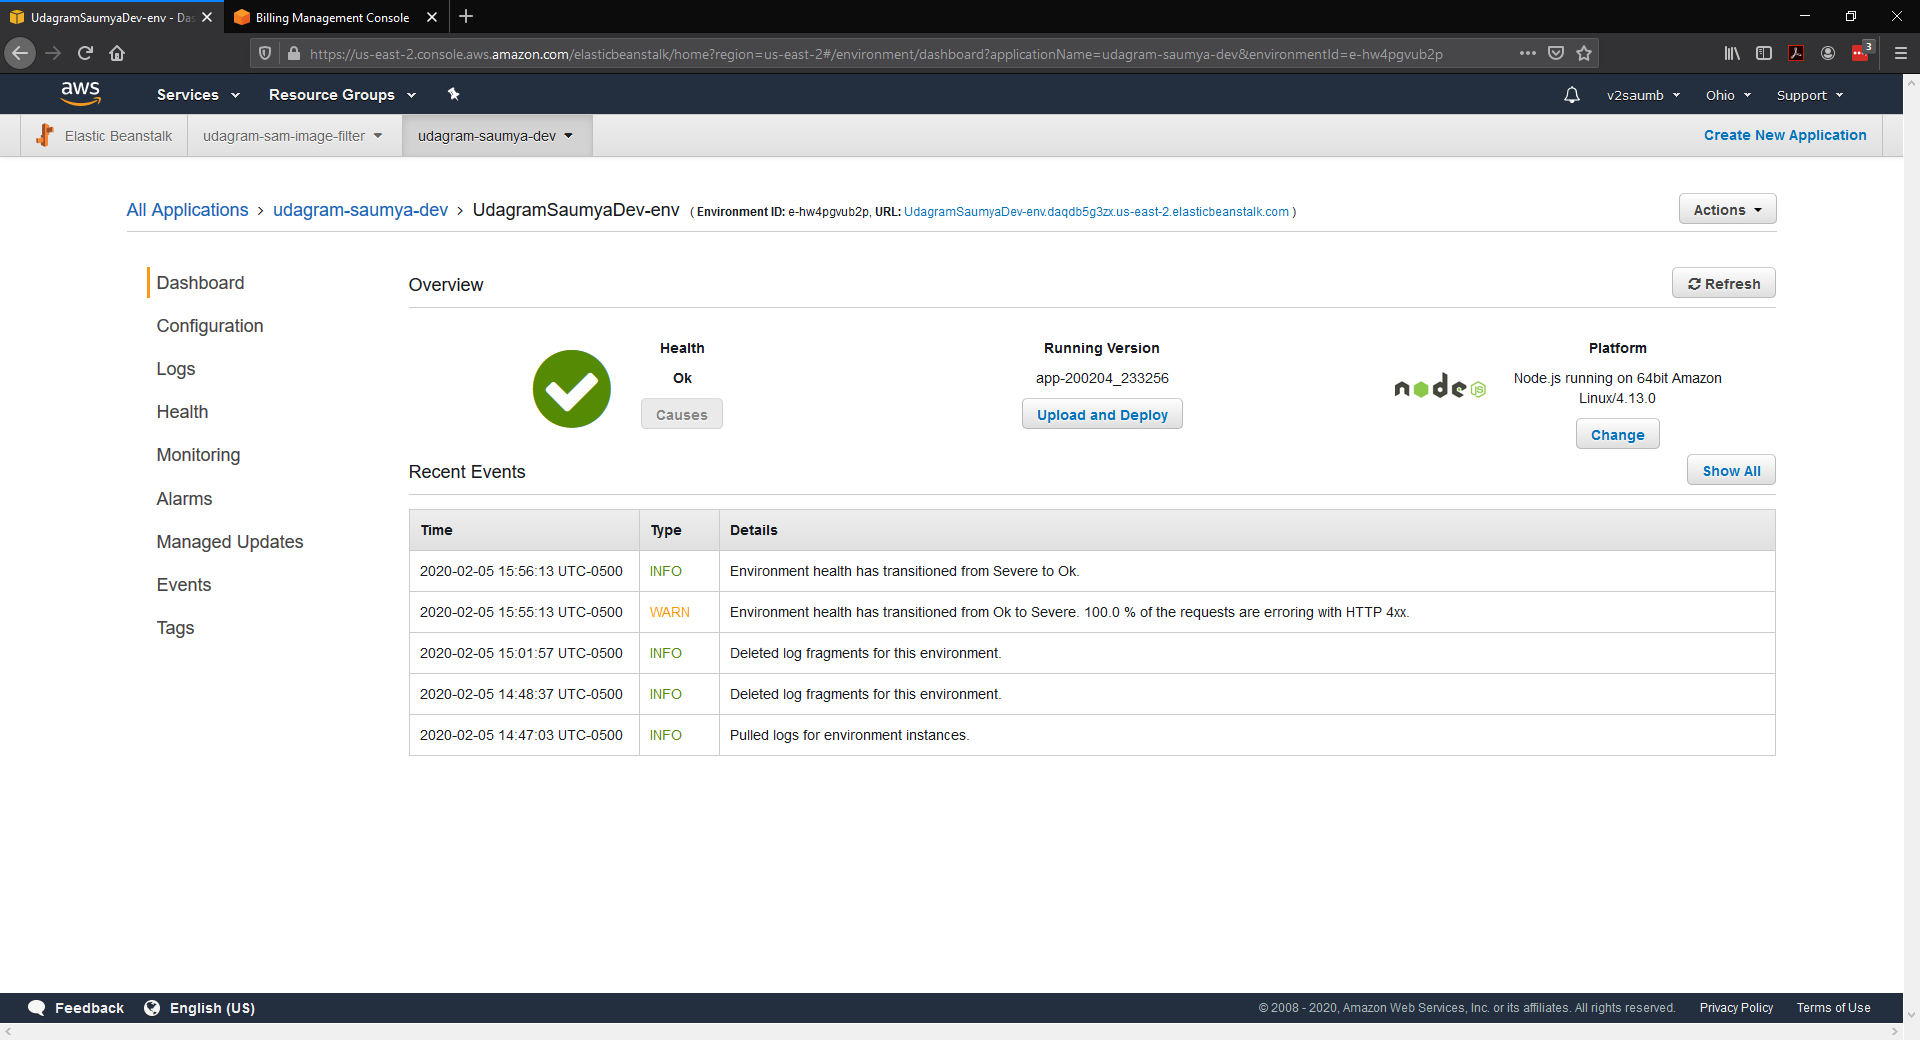 UdagramSaumyaDev-env - Das
Billing Management Console
https://us-east-2.console.aws.amazon.com/elasticbeanstalk/home?region=us-east-2#/environment/dashboard?applicationName=udagram-saumya-dev&environmentId=e-hw4pgvub2p
3
aws
Services
Resource Groups
v2saumb
Ohio
Support
Elastic Beanstalk
udagram-sam-image-filter
udagram-saumya-dev
Create New Application
All Applications > udagram-saumya-dev > UdagramSaumyaDev-env ( Environment ID: e-hw4pgvub2p, URL: UdagramSaumyaDev-env.daqdb5g3zx.us-east-2.elasticbeanstalk.com )
Actions
Dashboard
Configuration
Logs
Health
Monitoring
Alarms
Managed Updates
Events
Tags
Overview
Refresh
Health
Ok
Causes
Running Version
app-200204_233256
Upload and Deploy
node
JS
Platform
Node.js running on 64bit Amazon
Linux/4.13.0
Change
Recent Events
Show All
Time Type Details
2020-02-05 15:56:13 UTC-0500 INFO Environment health has transitioned from Severe to Ok.
2020-02-05 15:55:13 UTC-0500 WARN Environment health has transitioned from Ok to Severe. 100.0 % of the requests are erroring with HTTP 4xx.
2020-02-05 15:01:57 UTC-0500 INFO Deleted log fragments for this environment.
2020-02-05 14:48:37 UTC-0500 INFO Deleted log fragments for this environment.
2020-02-05 14:47:03 UTC-0500 INFO Pulled logs for environment instances.
Feedback
English (US)
© 2008 - 2020, Amazon Web Services, Inc. or its affiliates. All rights reserved.
Privacy Policy
Terms of Use